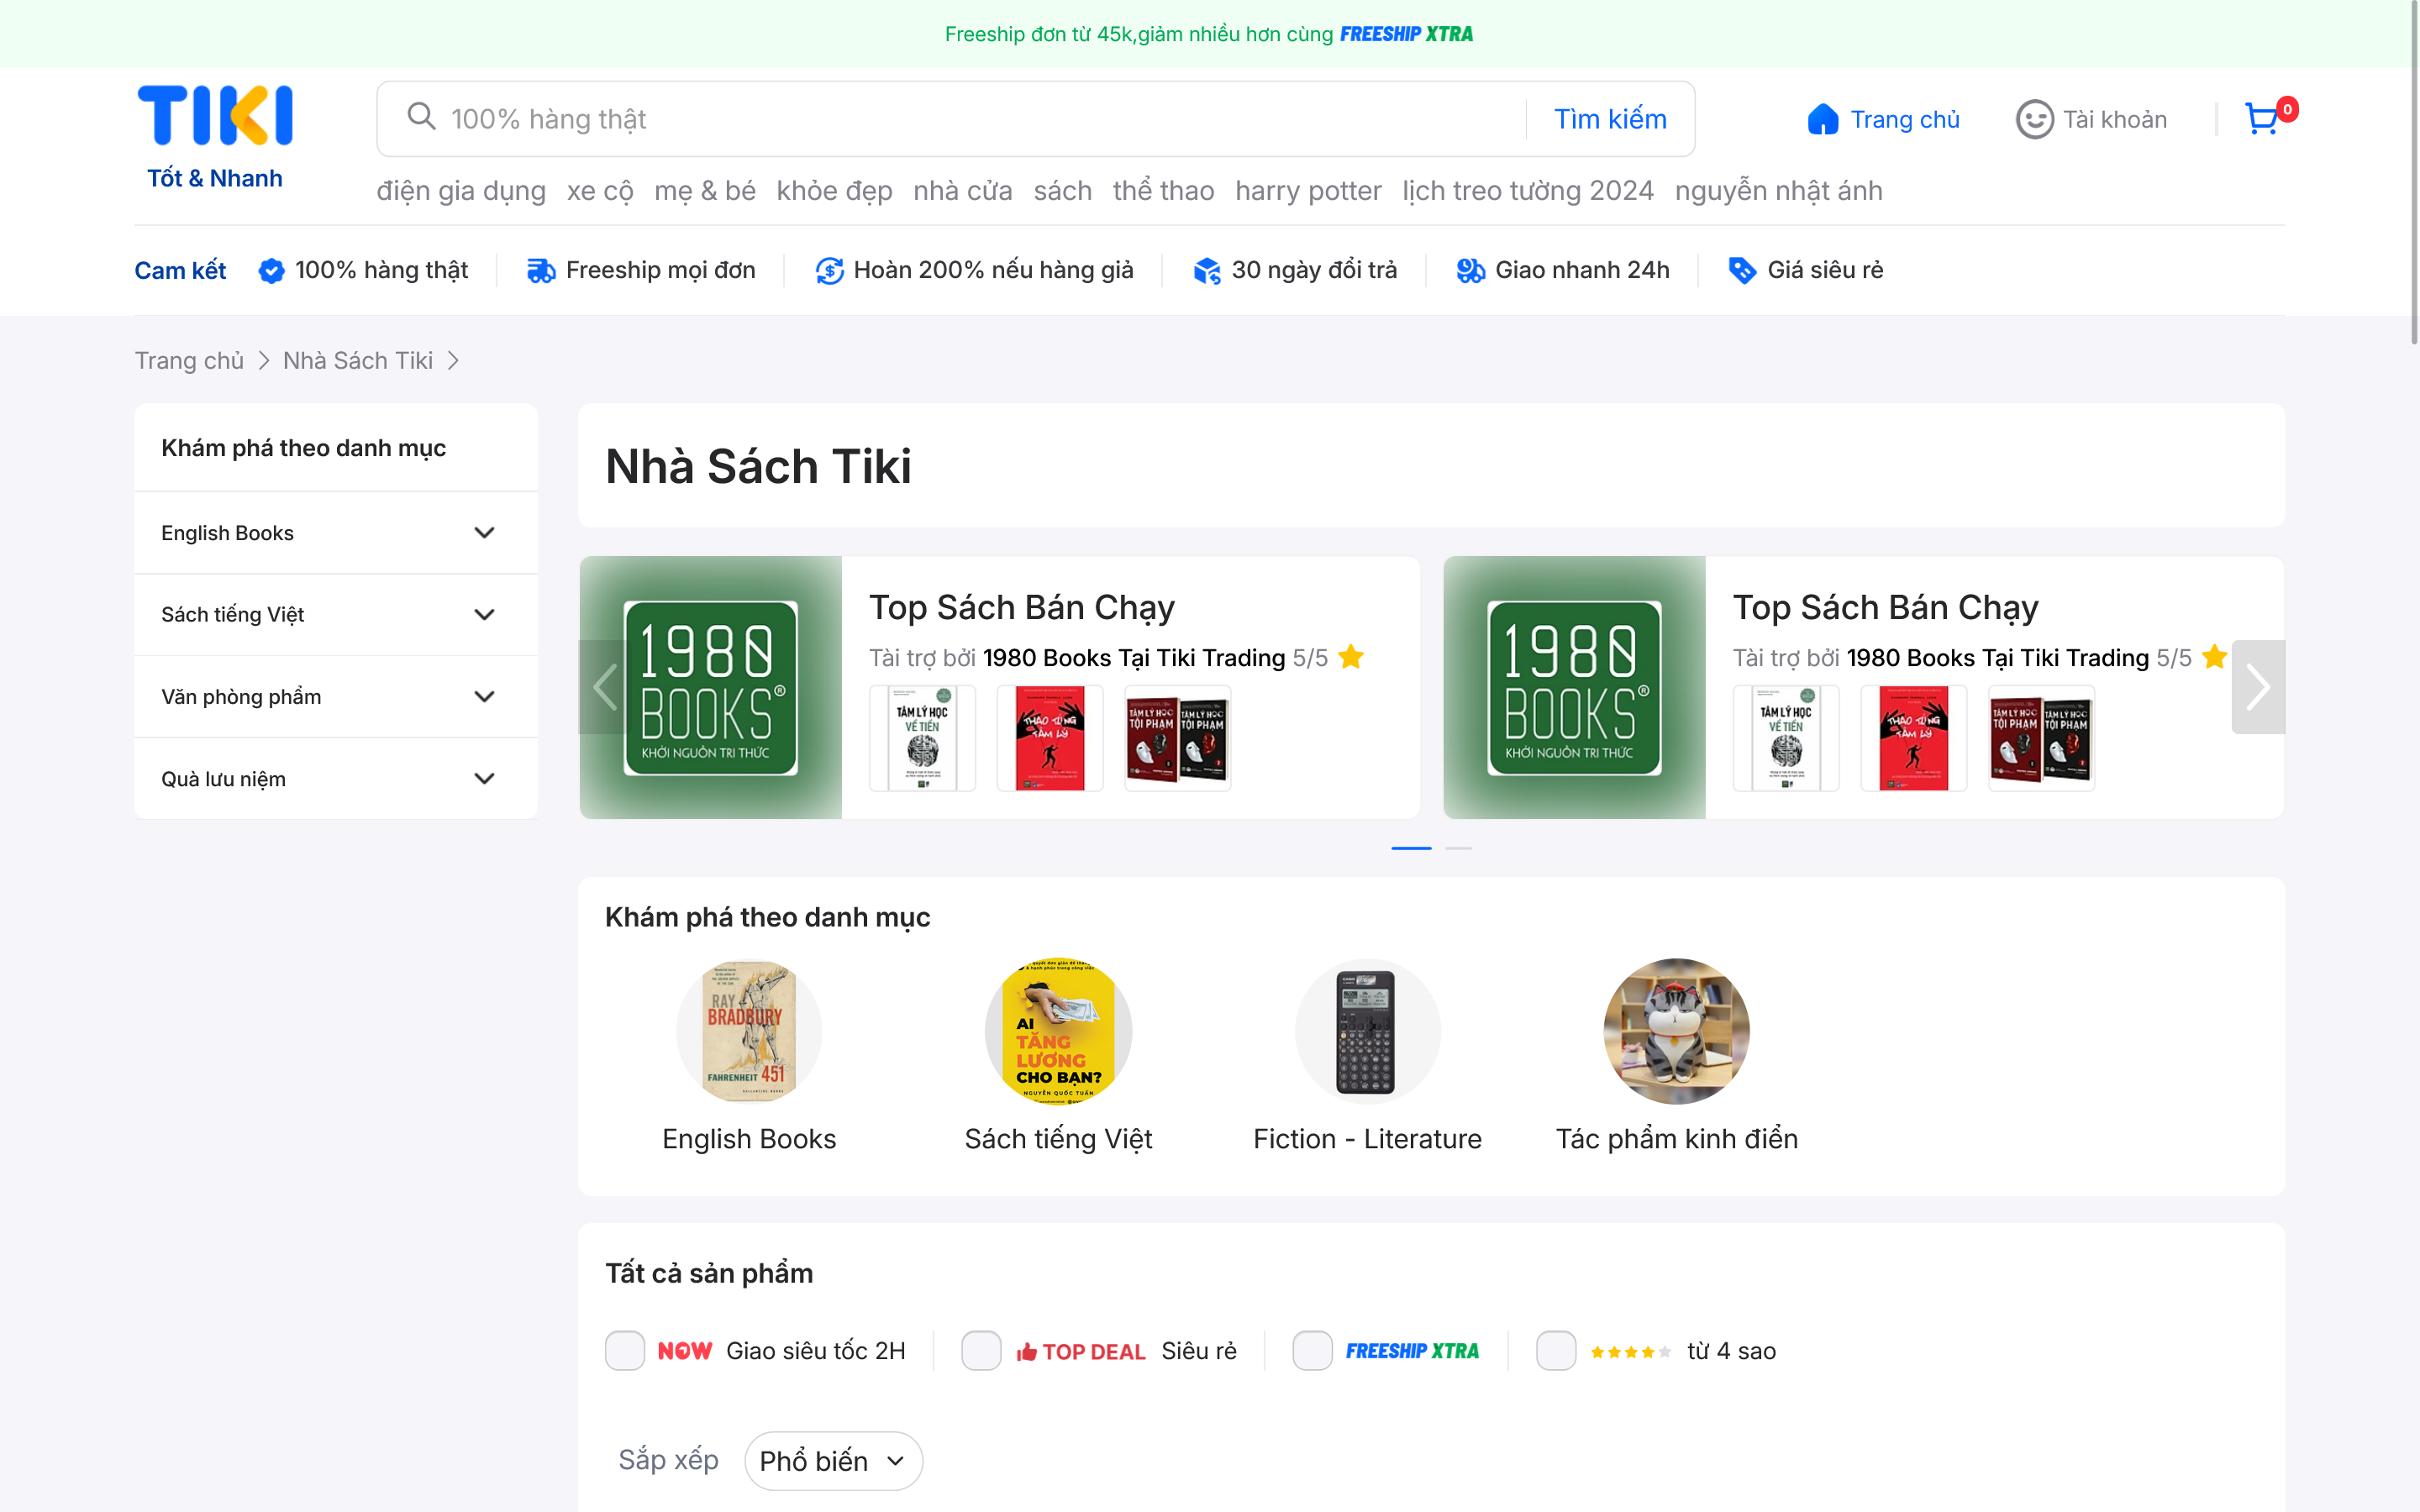 Freeship đơn từ 45k,giảm nhiều hơn cùng FREESHIP XTRA
TIKI
Tốt & Nhanh
100% hàng thật
Tìm kiếm
Trang chủ
Tài khoản
0
điện gia dụng xe cộ mẹ & bé khỏe đẹp nhà cửa sách thể thao harry potter lịch treo tường 2024 nguyễn nhật ánh
Cam kết
100% hàng thật
Freeship mọi đơn
Hoàn 200% nếu hàng giả
30 ngày đổi trả
Giao nhanh 24h
Giá siêu rẻ
Trang chủ
Nhà Sách Tiki
Khám phá theo danh mục
English Books
Sách tiếng Việt
Văn phòng phẩm
Quà lưu niệm
Nhà Sách Tiki
1980
BOOKS®
KHƠI NGUỒN TRI THỨC
Top Sách Bán Chạy
Tài trợ bởi 1980 Books Tại Tiki Trading 5/5
TÂM LÝ HỌC
VỀ TIỀN
THAO TÚNG
TÂM LÝ
TÂM LÝ HỌC
TỘI PHẠM
TÂM LÝ HỌC
TỘI PHẠM
1980
BOOKS®
KHƠI NGUỒN TRI THỨC
Top Sách Bán Chạy
Tài trợ bởi 1980 Books Tại Tiki Trading 5/5
TÂM LÝ HỌC
VỀ TIỀN
THAO TÚNG
TÂM LÝ
TÂM LÝ HỌC
TỘI PHẠM
TÂM LÝ HỌC
TỘI PHẠM
Khám phá theo danh mục
RAY
BRADBURY
FAHRENHEIT 451
AI
TĂNG
LƯƠNG
CHO BẠN?
NGUYỄN QUỐC TUẤN
English Books
Sách tiếng Việt
Fiction - Literature
Tác phẩm kinh điển
Tất cả sản phẩm
NOW Giao siêu tốc 2H
TOP DEAL Siêu rẻ
FREESHIP XTRA
từ 4 sao
Sắp xếp
Phổ biến